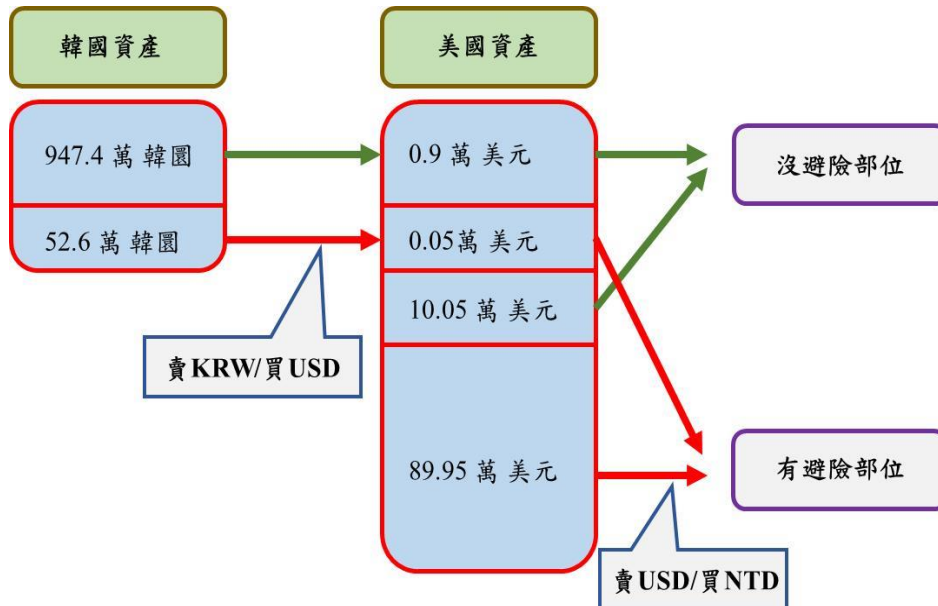 韓國資產
美國資產
947.4 萬 韓圜
0.9 萬 美元
沒避險部位
52.6 萬 韓圜
0.05萬 美元
10.05 萬 美元
賣KRW/買USD
89.95 萬 美元
有避險部位
賣USD/買NTD